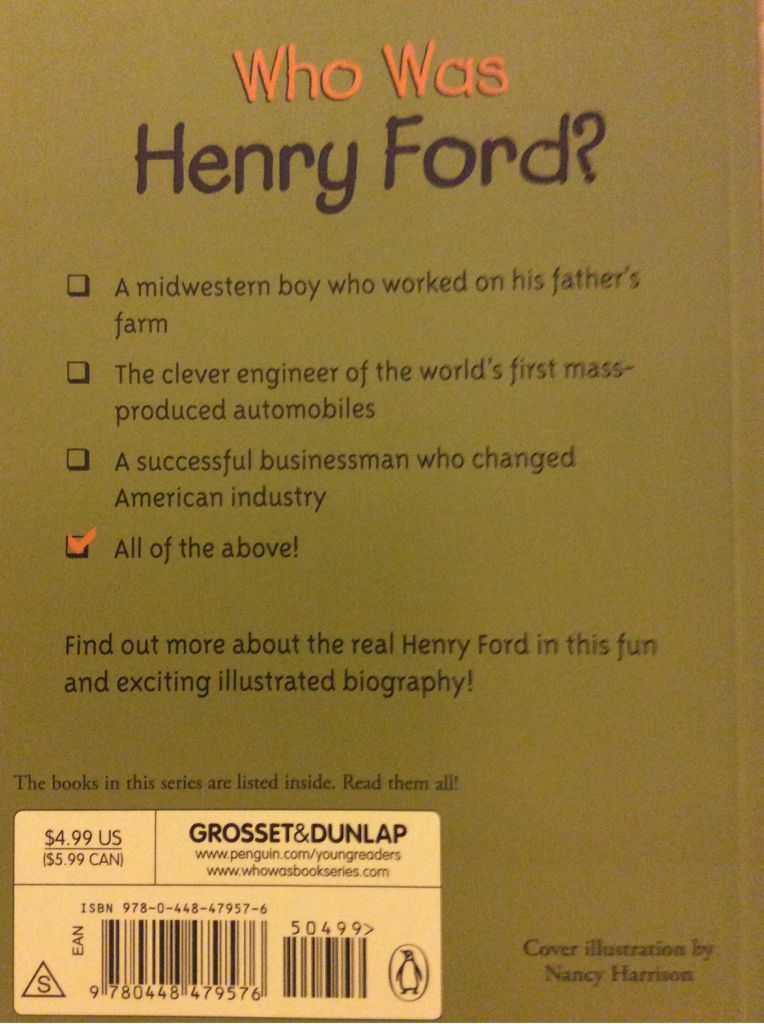 Who Was
Henry Ford?
A midwestern boy who worked on his father's
farm
The clever engineer of the world's first mass-
produced automobiles
A successful businessman who changed
American industry
All of the above!
Find out more about the real Henry Ford in this fun
and exciting illustrated biography!
The books in this series are listed inside. Read them all!
$4.99 US
($5.99 CAN)
GROSSET&DUNLAP
www.penguin.com/youngreaders
www.whowasbookseries.com
ISBN 978-0-448-47957-6
50499>
EAN
S
9 780448 479576
Cover illustration by
Nancy Harrison